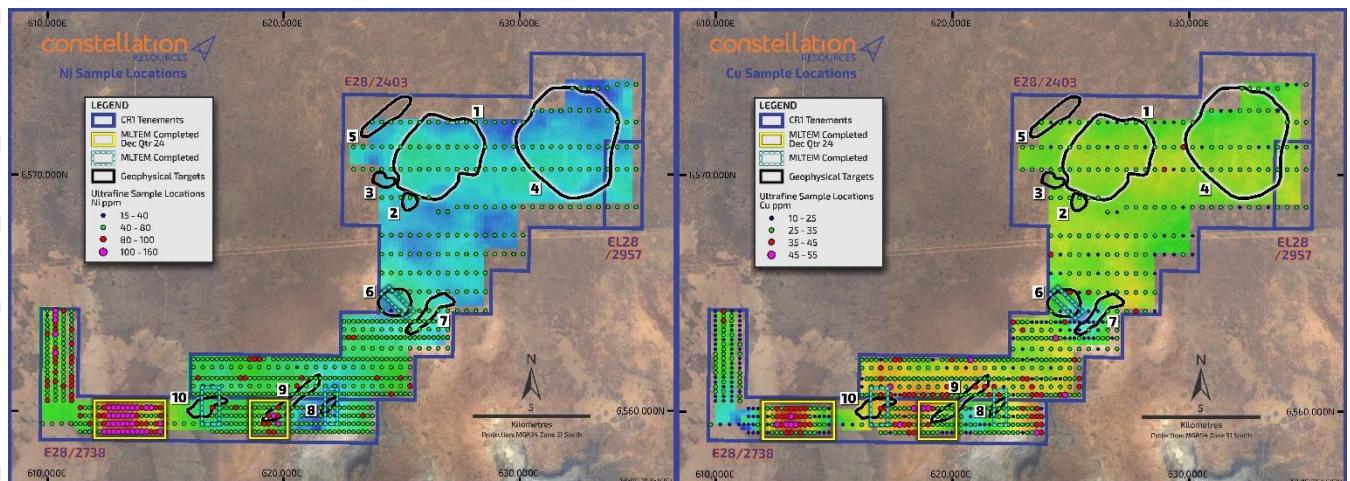 610,000E
620,000E
630,000E
constellation
RESOURCES
Ni Sample Locations
LEGEND
CR1 Tenements
MLTEM Completed
Dec Qtr 24
MLTEM Completed
Geophysical Targets
Ultrafine Sample Locations
Ni ppm
15 - 40
40 - 80
80 - 100
100 - 160
E28/2403
1
5
3
2
4
6,570,000N
EL28
/2957
6
7
N
9
10
8
5
Kilometres
Projection: MGA94 Zone 51 South
6,560,000N
E28/2738
610,000E
620,000E
630,000E
610,000E
620,000E
630,000E
constellation
RESOURCES
Cu Sample Locations
LEGEND
CR1 Tenements
MLTEM Completed
Dec Qtr 24
MLTEM Completed
Geophysical Targets
Ultrafine Sample Locations
Cu ppm
10 - 25
25 - 35
35 - 45
45 - 55
E28/2403
1
5
3
2
4
6,570,000N
EL28
/2957
6
7
N
9
10
8
5
Kilometres
Projection: MGA94 Zone 51 South
6,560,000N
E28/2738
610,000E
620,000E
630,000E